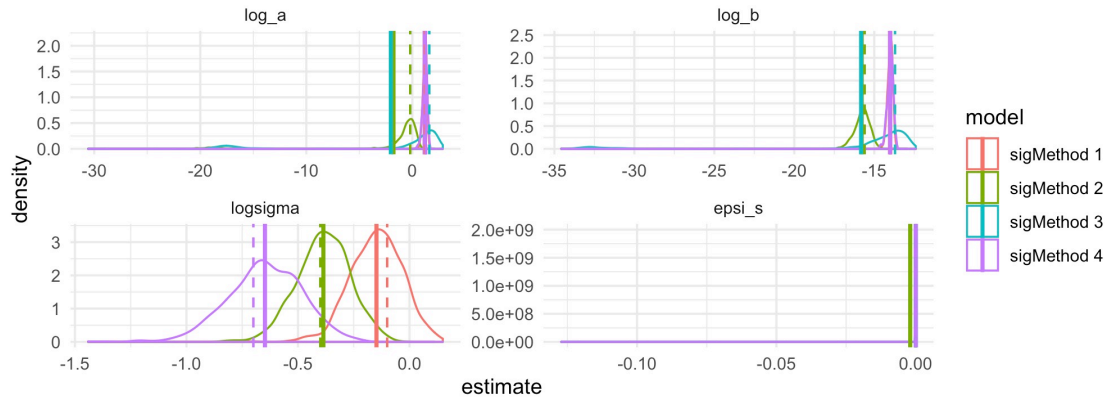 log_a
log_b
2.0
1.5
1.0
0.5
0.0
-30
-20
-10
0
2.5
2.0
1.5
1.0
0.5
0.0
-35
-30
-25
-20
-15
density
logsigma
epsi_s
3
2
1
0
-1.5
-1.0
-0.5
0.0
2.0e+09
1.5e+09
1.0e+09
5.0e+08
0.0e+00
-0.10
-0.05
0.00
estimate
model
sigMethod 1
sigMethod 2
sigMethod 3
sigMethod 4